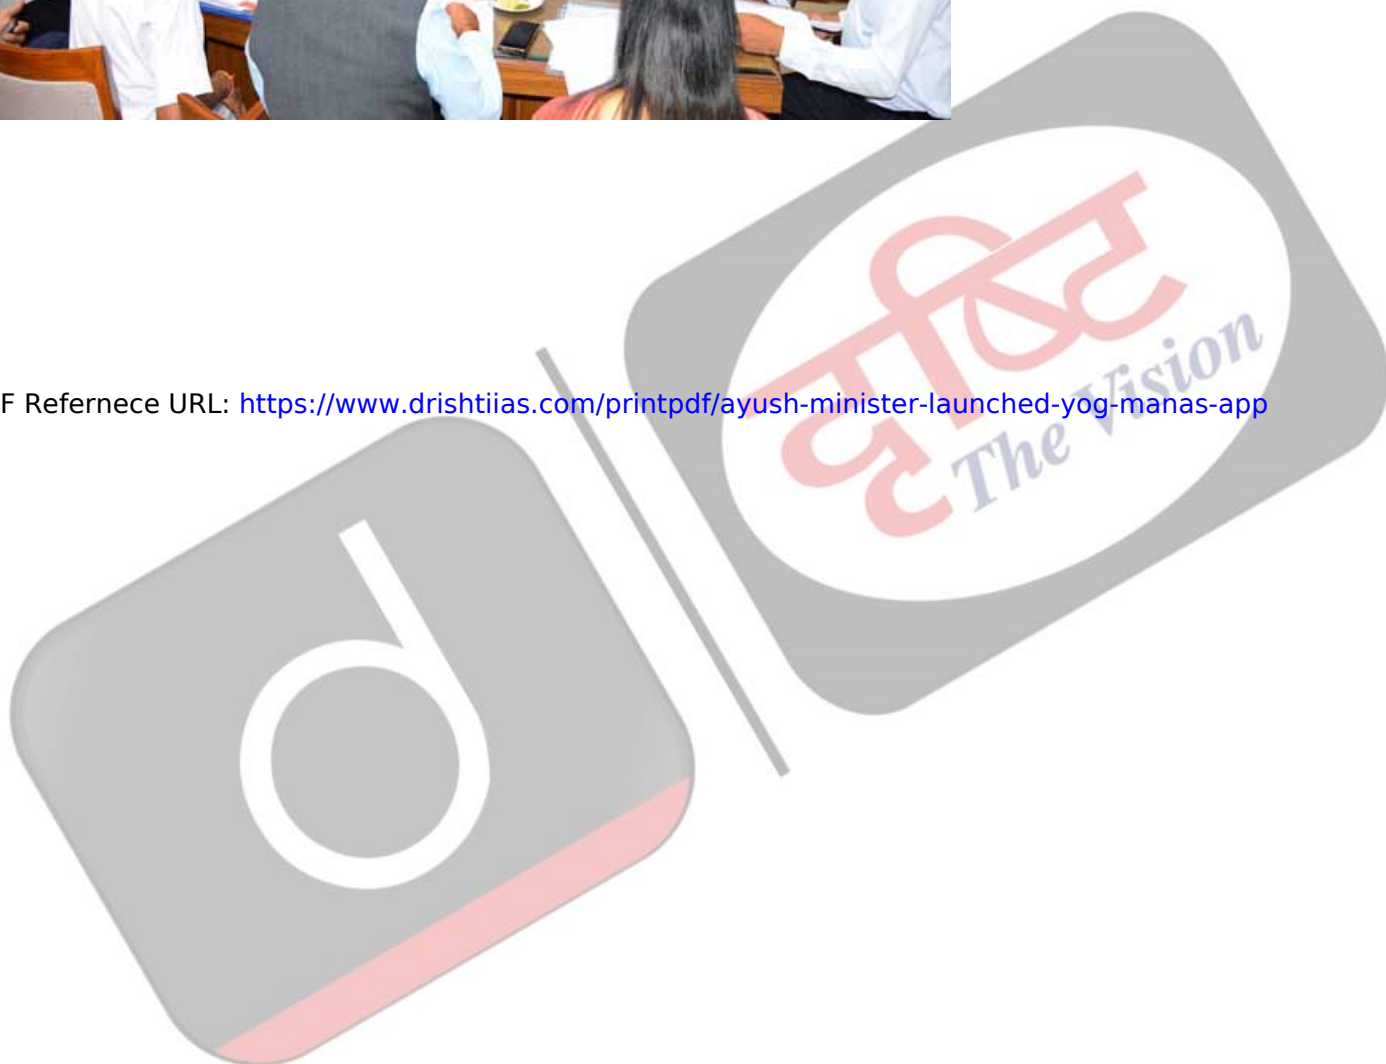 F Refernece URL: https://www.drishtiias.com/printpdf/ayush-minister-launched-yog-manas-app
दृष्टि
The Vision
d